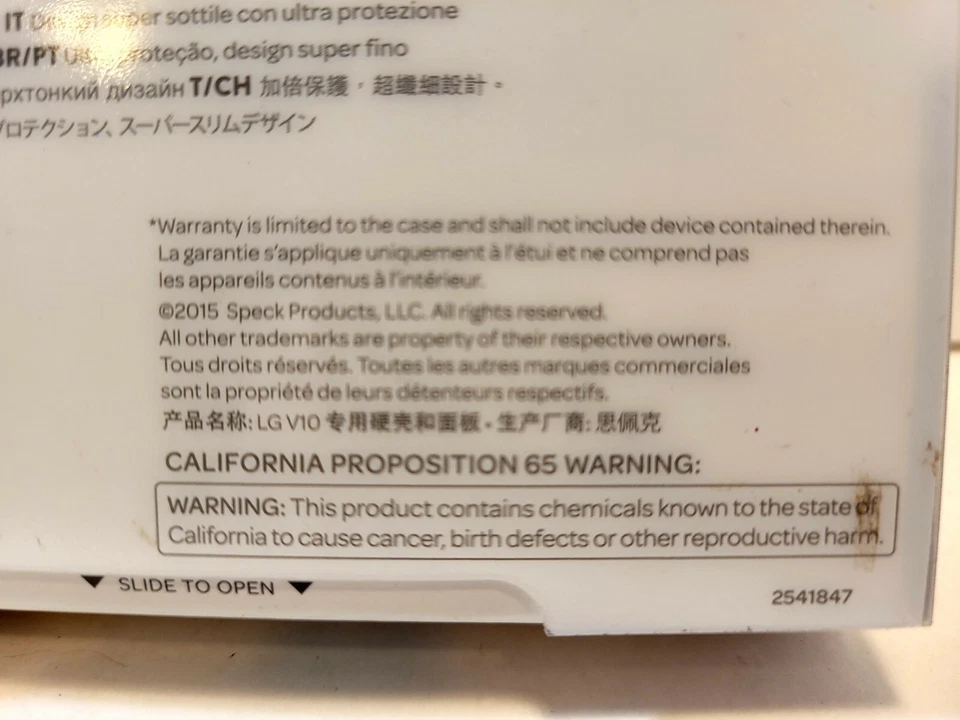 IT super sottile con ultra protezione
BR/PT proteção, design super fino
рхтонкий дизайн T/CH 加倍保護，超纖細設計。
プロテクション、スーパースリムデザイン
*Warranty is limited to the case and shall not include device contained therein.
La garantie s’applique uniquement à l’étui et ne comprend pas
les appareils contenus à l’intérieur.
©2015 Speck Products, LLC. All rights reserved.
All other trademarks are property of their respective owners.
Tous droits réservés. Toutes les autres marques commerciales
sont la propriété de leurs détenteurs respectifs.
产品名称: LG V10 专用硬壳和面板 · 生产厂商: 思佩克
CALIFORNIA PROPOSITION 65 WARNING:
WARNING: This product contains chemicals known to the state of
California to cause cancer, birth defects or other reproductive harm.
▼ SLIDE TO OPEN ▼
2541847